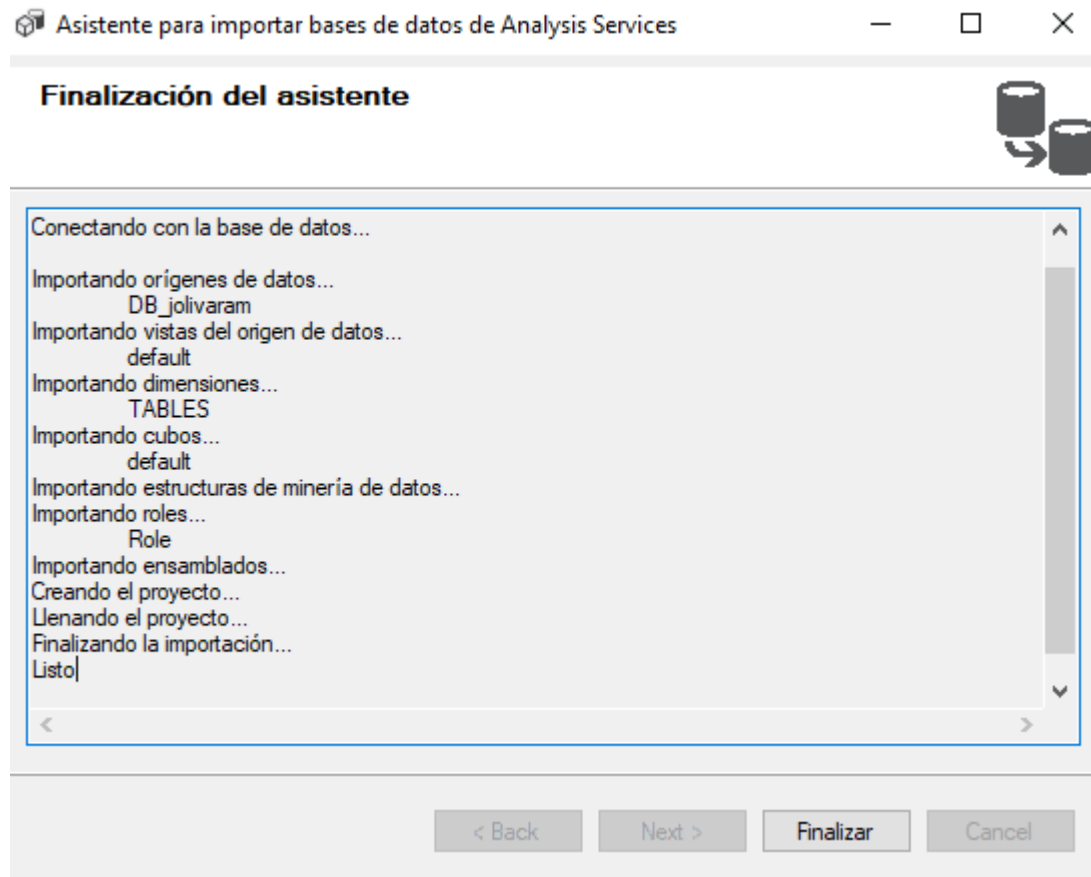 Asistente para importar bases de datos de Analysis Services
Finalización del asistente
Conectando con la base de datos...
Importando orígenes de datos...
DB_jolivaram
Importando vistas del origen de datos...
default
Importando dimensiones...
TABLES
Importando cubos...
default
Importando estructuras de minería de datos...
Importando roles...
Role
Importando ensamblados...
Creando el proyecto...
Llenando el proyecto...
Finalizando la importación...
Listo
< Back Next > Finalizar Cancel